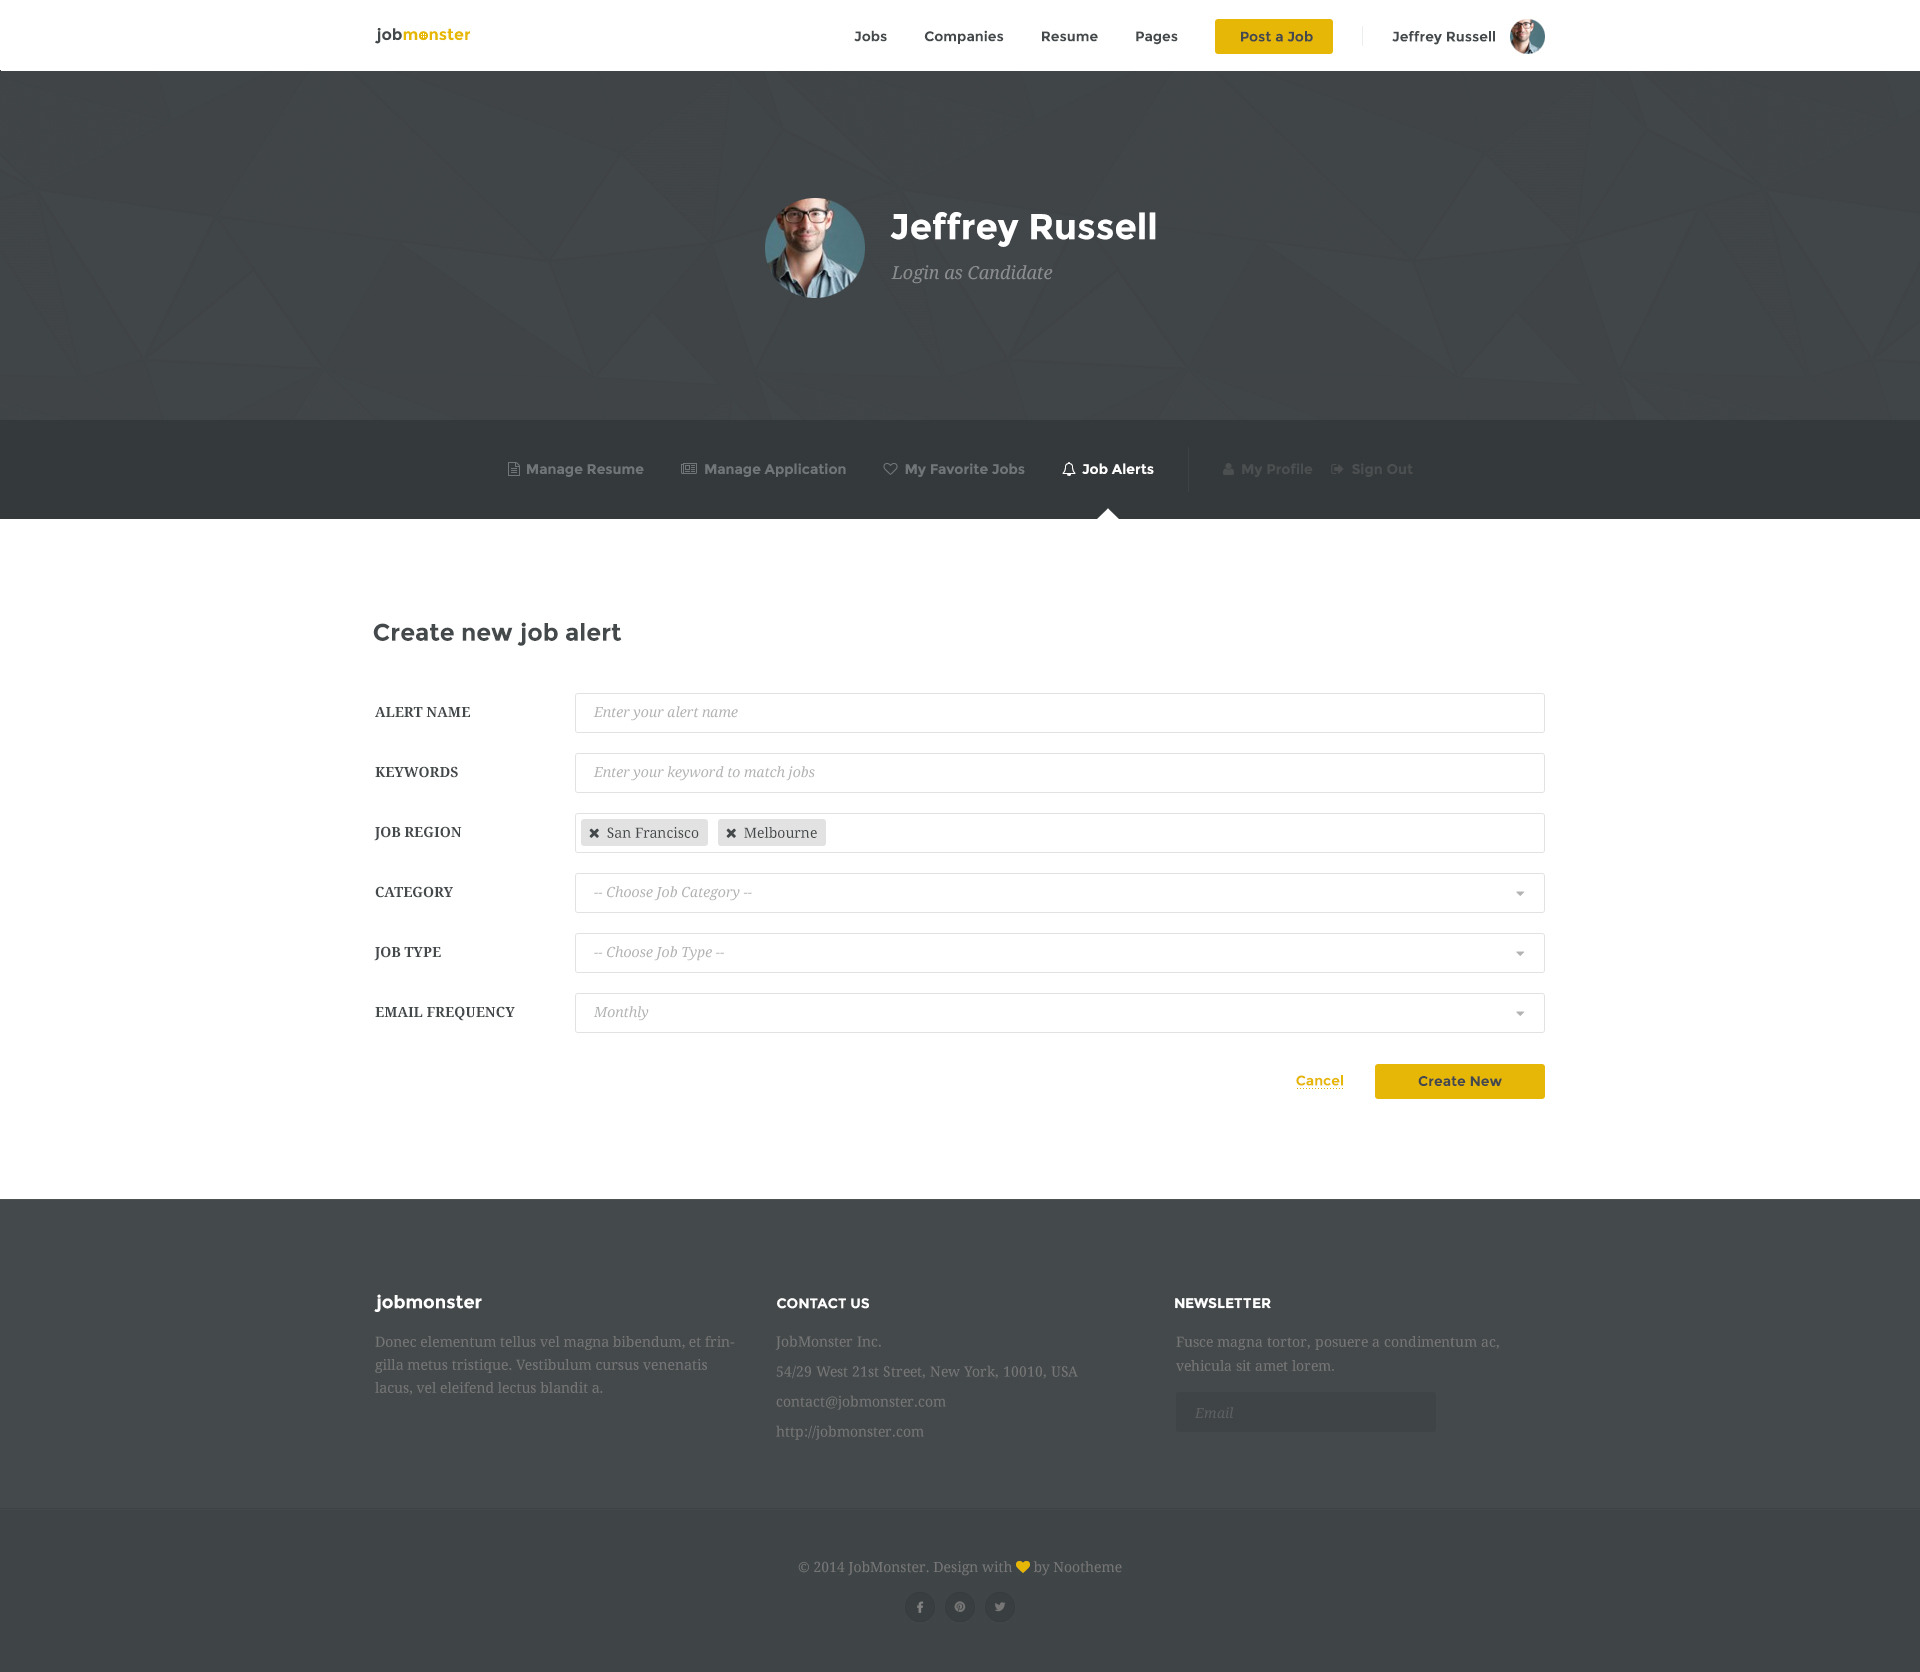 jobmonster
Jobs Companies Resume Pages Post a Job Jeffrey Russell
Jeffrey Russell
Login as Candidate
Manage Resume Manage Application My Favorite Jobs Job Alerts My Profile Sign Out
Create new job alert
ALERT NAME Enter your alert name
KEYWORDS Enter your keyword to match jobs
JOB REGION San Francisco Melbourne
CATEGORY -- Choose Job Category --
JOB TYPE -- Choose Job Type --
EMAIL FREQUENCY Monthly
Cancel Create New
jobmonster
Donec elementum tellus vel magna bibendum, et frin-
gilla metus tristique. Vestibulum cursus venenatis
lacus, vel eleifend lectus blandit a.
CONTACT US
JobMonster Inc.
54/29 West 21st Street, New York, 10010, USA
contact@jobmonster.com
http://jobmonster.com
NEWSLETTER
Fusce magna tortor, posuere a condimentum ac,
vehicula sit amet lorem.
Email
© 2014 JobMonster. Design with by Nootheme